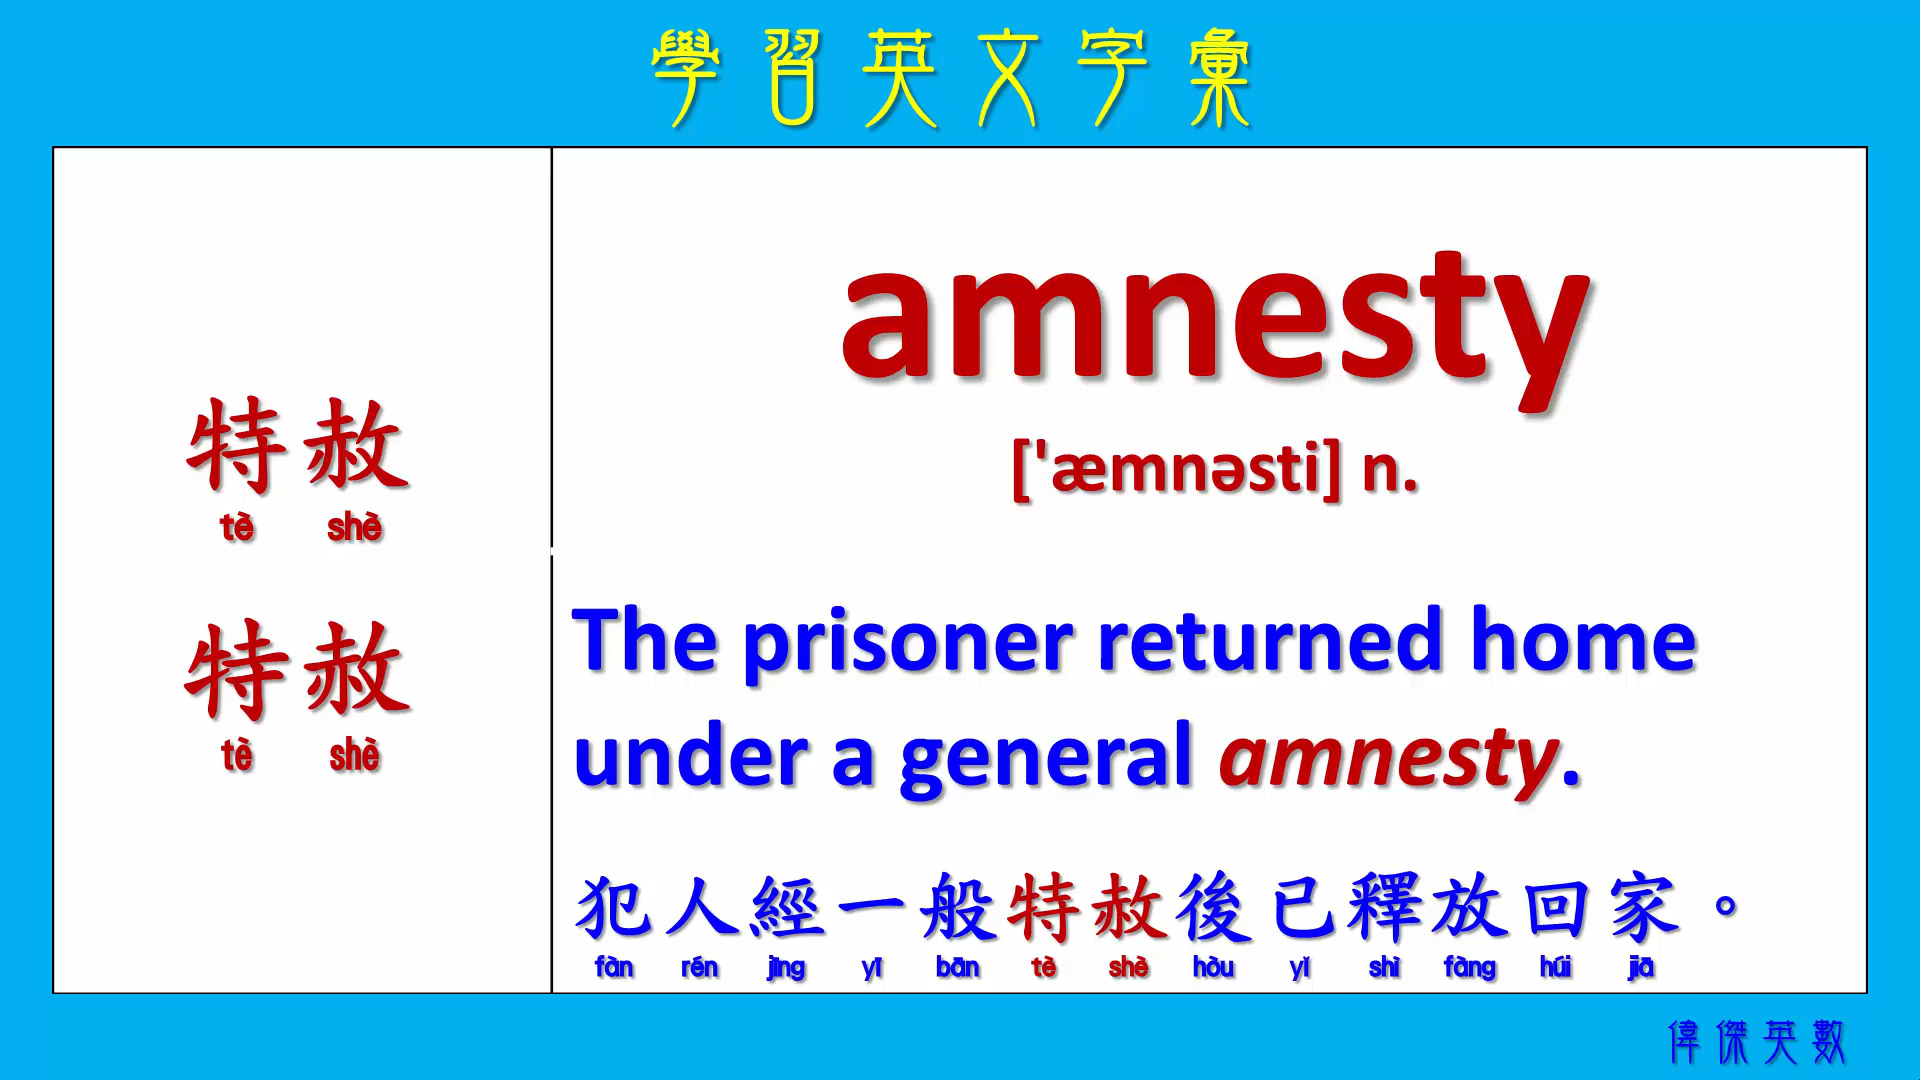 學習英文字彙
特赦
tè shè
特赦
tè shè
amnesty
['æmnəsti] n.
The prisoner returned home
under a general amnesty.
犯人經一般特赦後已釋放回家。
fàn rén jīng yī bān tè shè hòu yǐ shì fàng húi jiā
偉傑英數